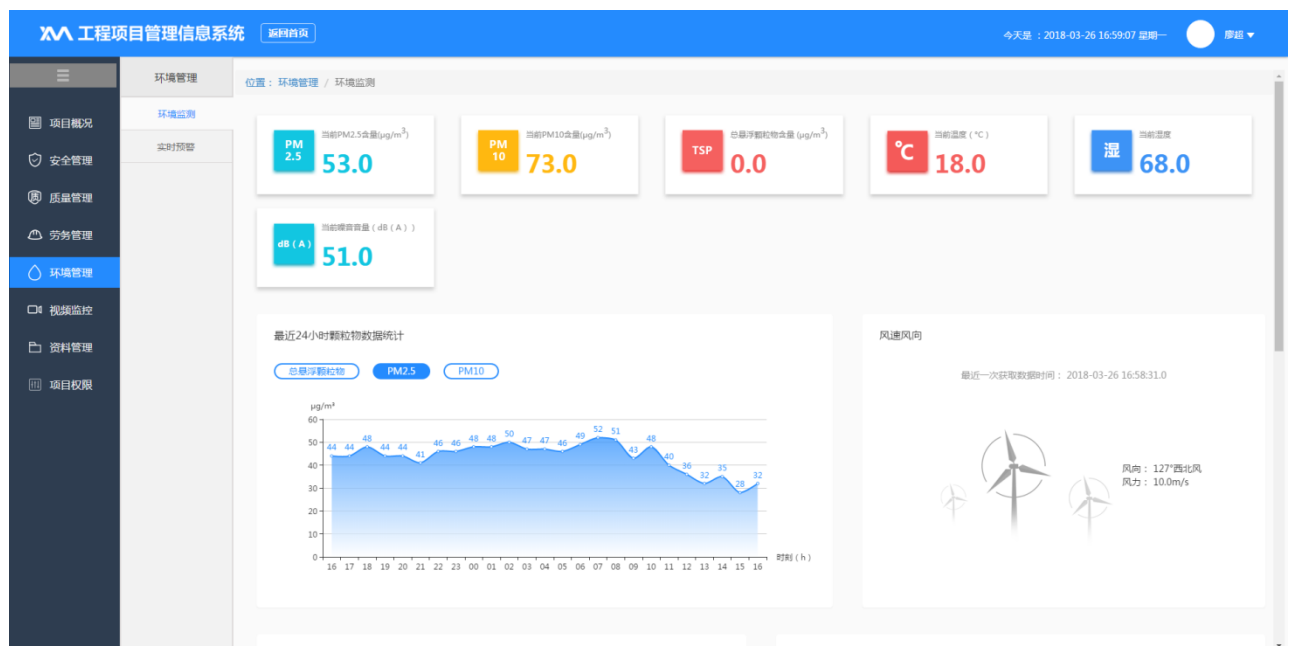 工程项目管理信息系统 返回首页 今天是 ：2018-03-26 16:59:07 星期一 廖超
环境管理
位置： 环境管理 / 环境监测
项目概况
安全管理
质量管理
劳务管理
环境管理
视频监控
资料管理
项目权限
环境监测
实时预警
PM 2.5
当前PM2.5含量(μg/m³)
53.0
PM 10
当前PM10含量(μg/m³)
73.0
TSP
总悬浮颗粒物含量 (μg/m³)
0.0
℃
当前温度 ( ℃ )
18.0
湿
当前湿度
68.0
dB ( A )
当前噪音音量 ( dB ( A ) )
51.0
最近24小时颗粒物数据统计
总悬浮颗粒物 PM2.5 PM10
μg/m³
60
50
40
30
20
10
0
44 44 48 44 44 41 46 46 48 48 50 47 47 46 49 52 51 43 48 40 36 32 35 28 32
16 17 18 19 20 21 22 23 00 01 02 03 04 05 06 07 08 09 10 11 12 13 14 15 16
时刻 ( h )
风速风向
最近一次获取数据时间： 2018-03-26 16:58:31.0
风向： 127°西北风
风力： 10.0m/s